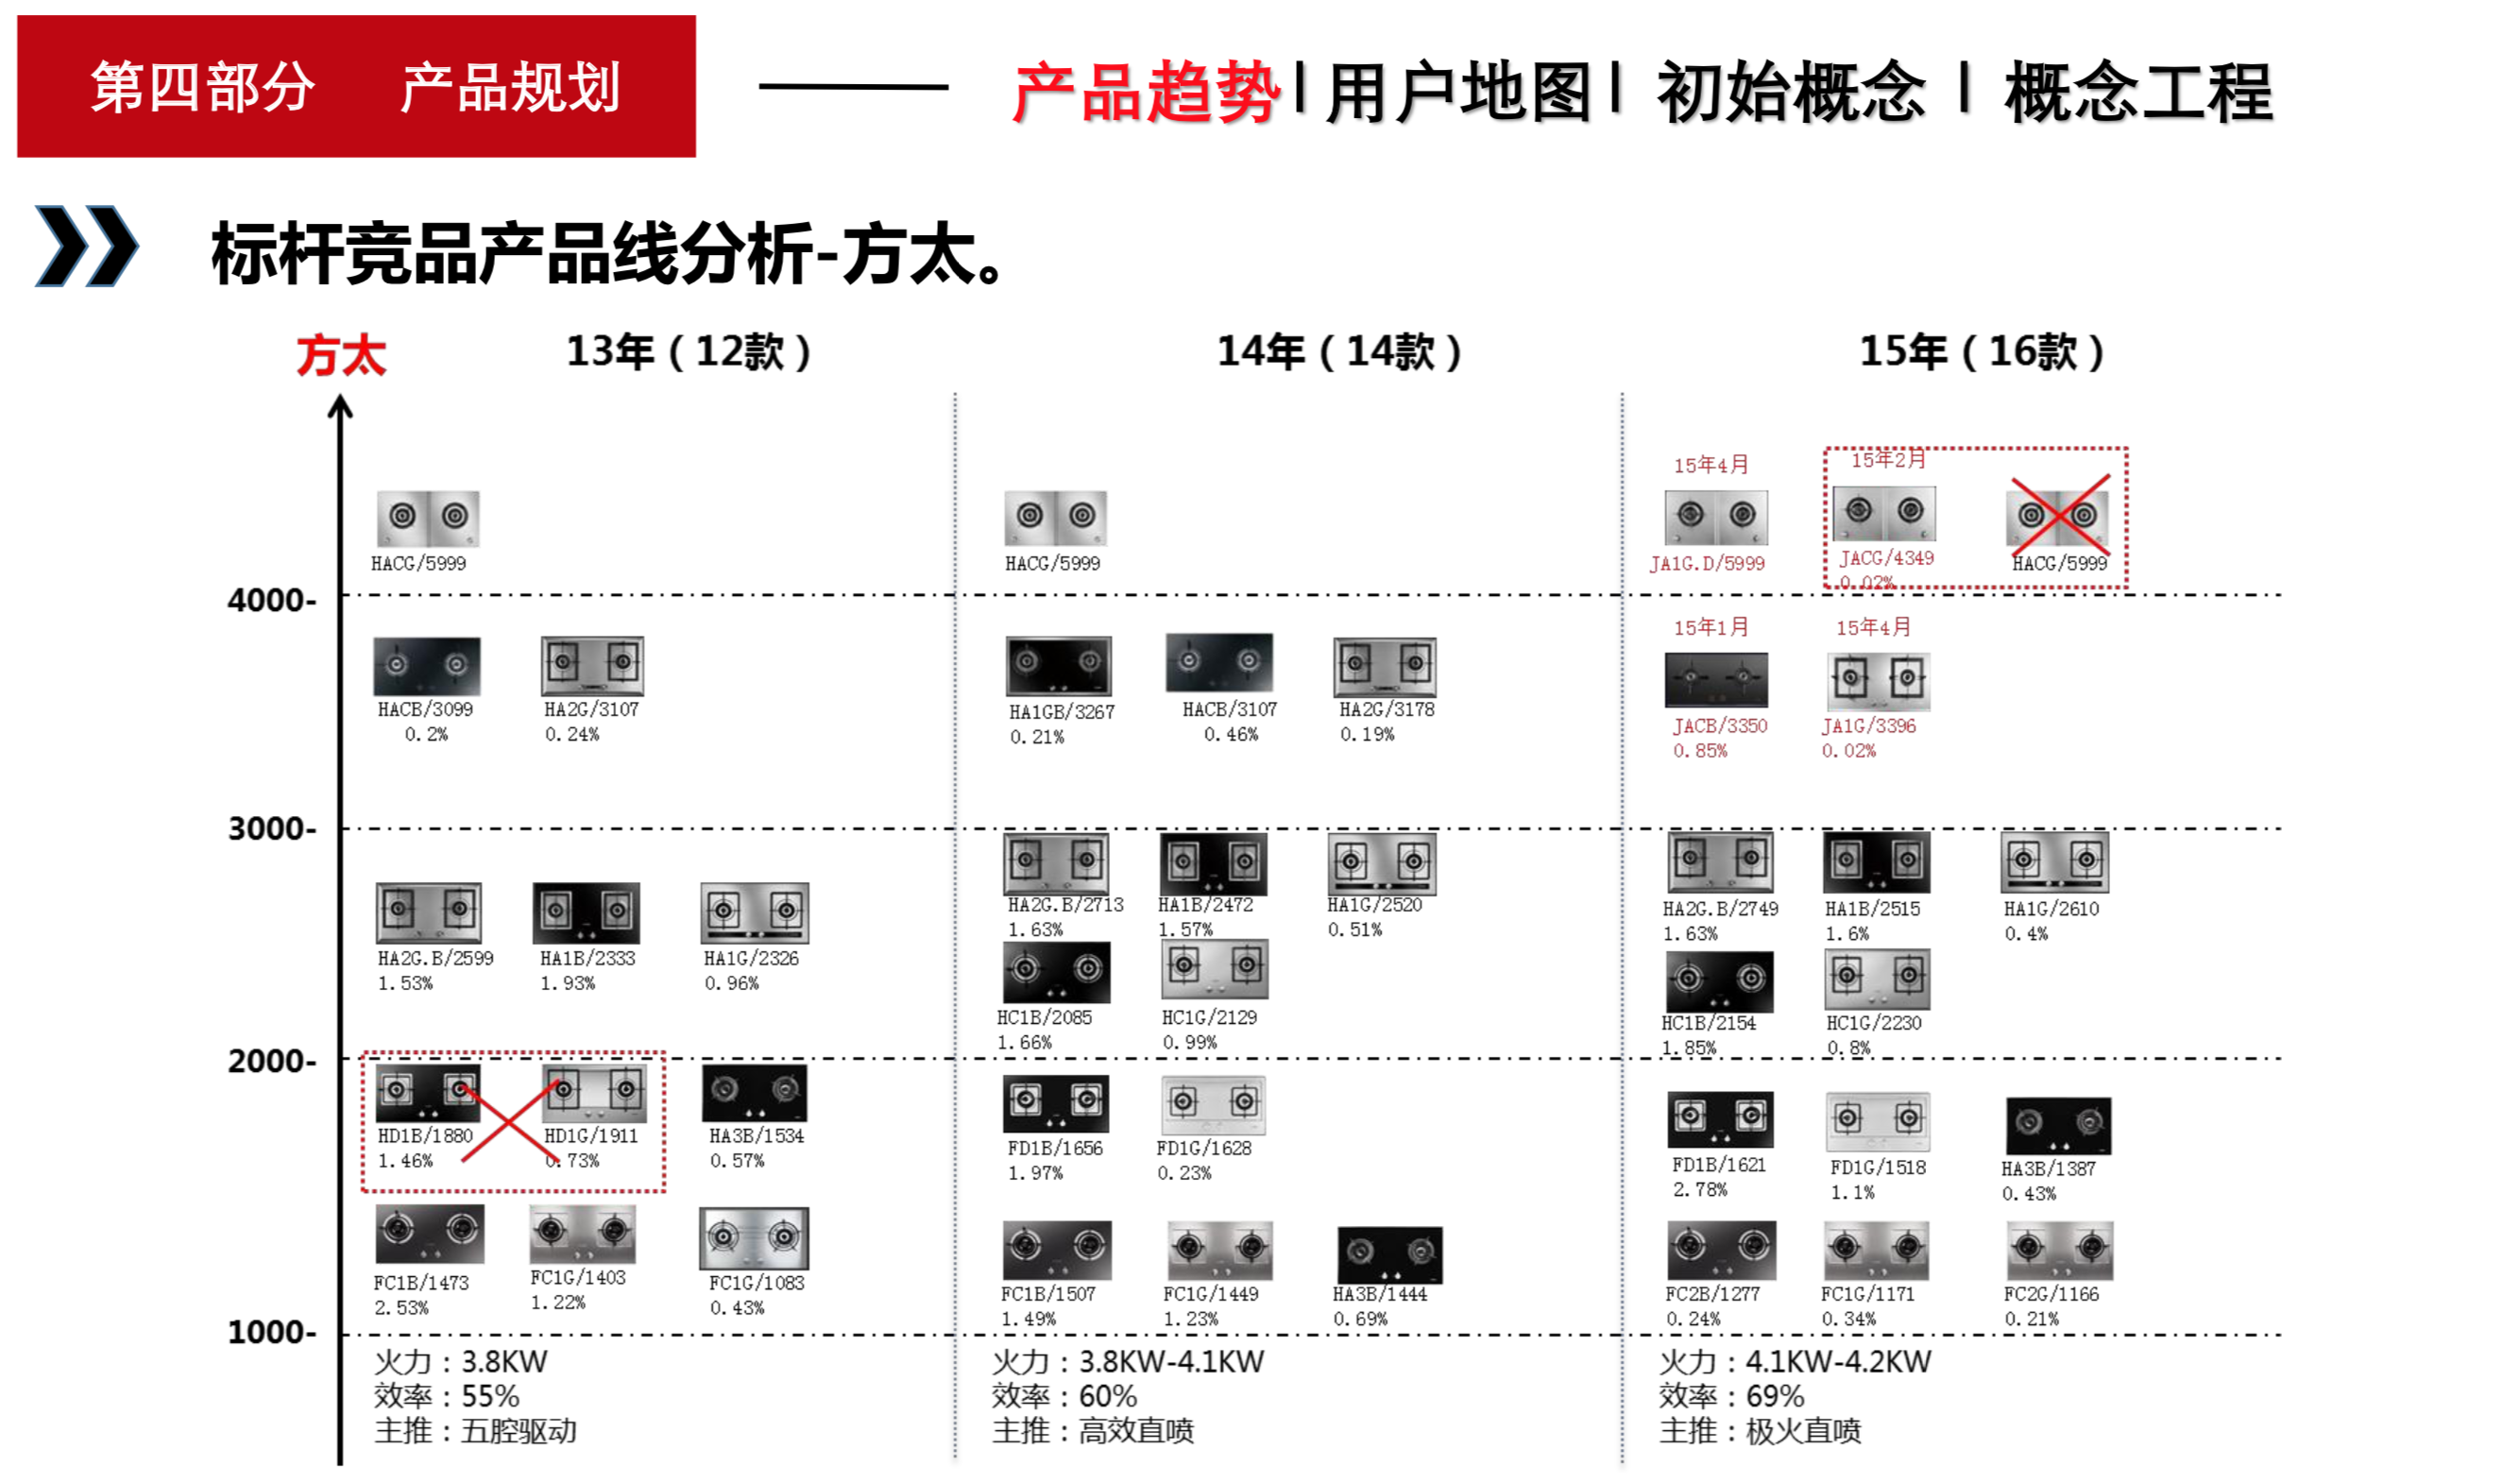 第四部分 产品规划
产品趋势 | 用户地图 | 初始概念 | 概念工程
标杆竞品产品线分析-方太。
方太 13年（12款） 14年（14款） 15年（16款）
15年4月 15年2月
HACG/5999 HACG/5999 JA1G.D/5999 JACG/4349 HACG/5999
0.02%
4000-
15年1月 15年4月
HACB/3099 HA2G/3107 HA1GB/3267 HACB/3107 HA2G/3178 JACB/3350 JA1G/3396
0.2% 0.24% 0.21% 0.46% 0.19% 0.85% 0.02%
3000-
HA2G.B/2713 HA1B/2472 HA1G/2520 HA2G.B/2749 HA1B/2515 HA1G/2610
1.63% 1.57% 0.51% 1.63% 1.6% 0.4%
HA2G.B/2599 HA1B/2333 HA1G/2326
1.53% 1.93% 0.96%
HC1B/2085 HC1G/2129 HC1B/2154 HC1G/2230
1.66% 0.99% 1.85% 0.8%
2000-
HD1B/1880 HD1G/1911 HA3B/1534 FD1B/1656 FD1G/1628 FD1B/1621 FD1G/1518 HA3B/1387
1.46% 0.73% 0.57% 1.97% 0.23% 2.78% 1.1% 0.43%
FC1B/1473 FC1G/1403 FC1G/1083 FC1B/1507 FC1G/1449 HA3B/1444 FC2B/1277 FC1G/1171 FC2G/1166
2.53% 1.22% 0.43% 1.49% 1.23% 0.69% 0.24% 0.34% 0.21%
1000-
火力：3.8KW 火力：3.8KW-4.1KW 火力：4.1KW-4.2KW
效率：55% 效率：60% 效率：69%
主推：五腔驱动 主推：高效直喷 主推：极火直喷